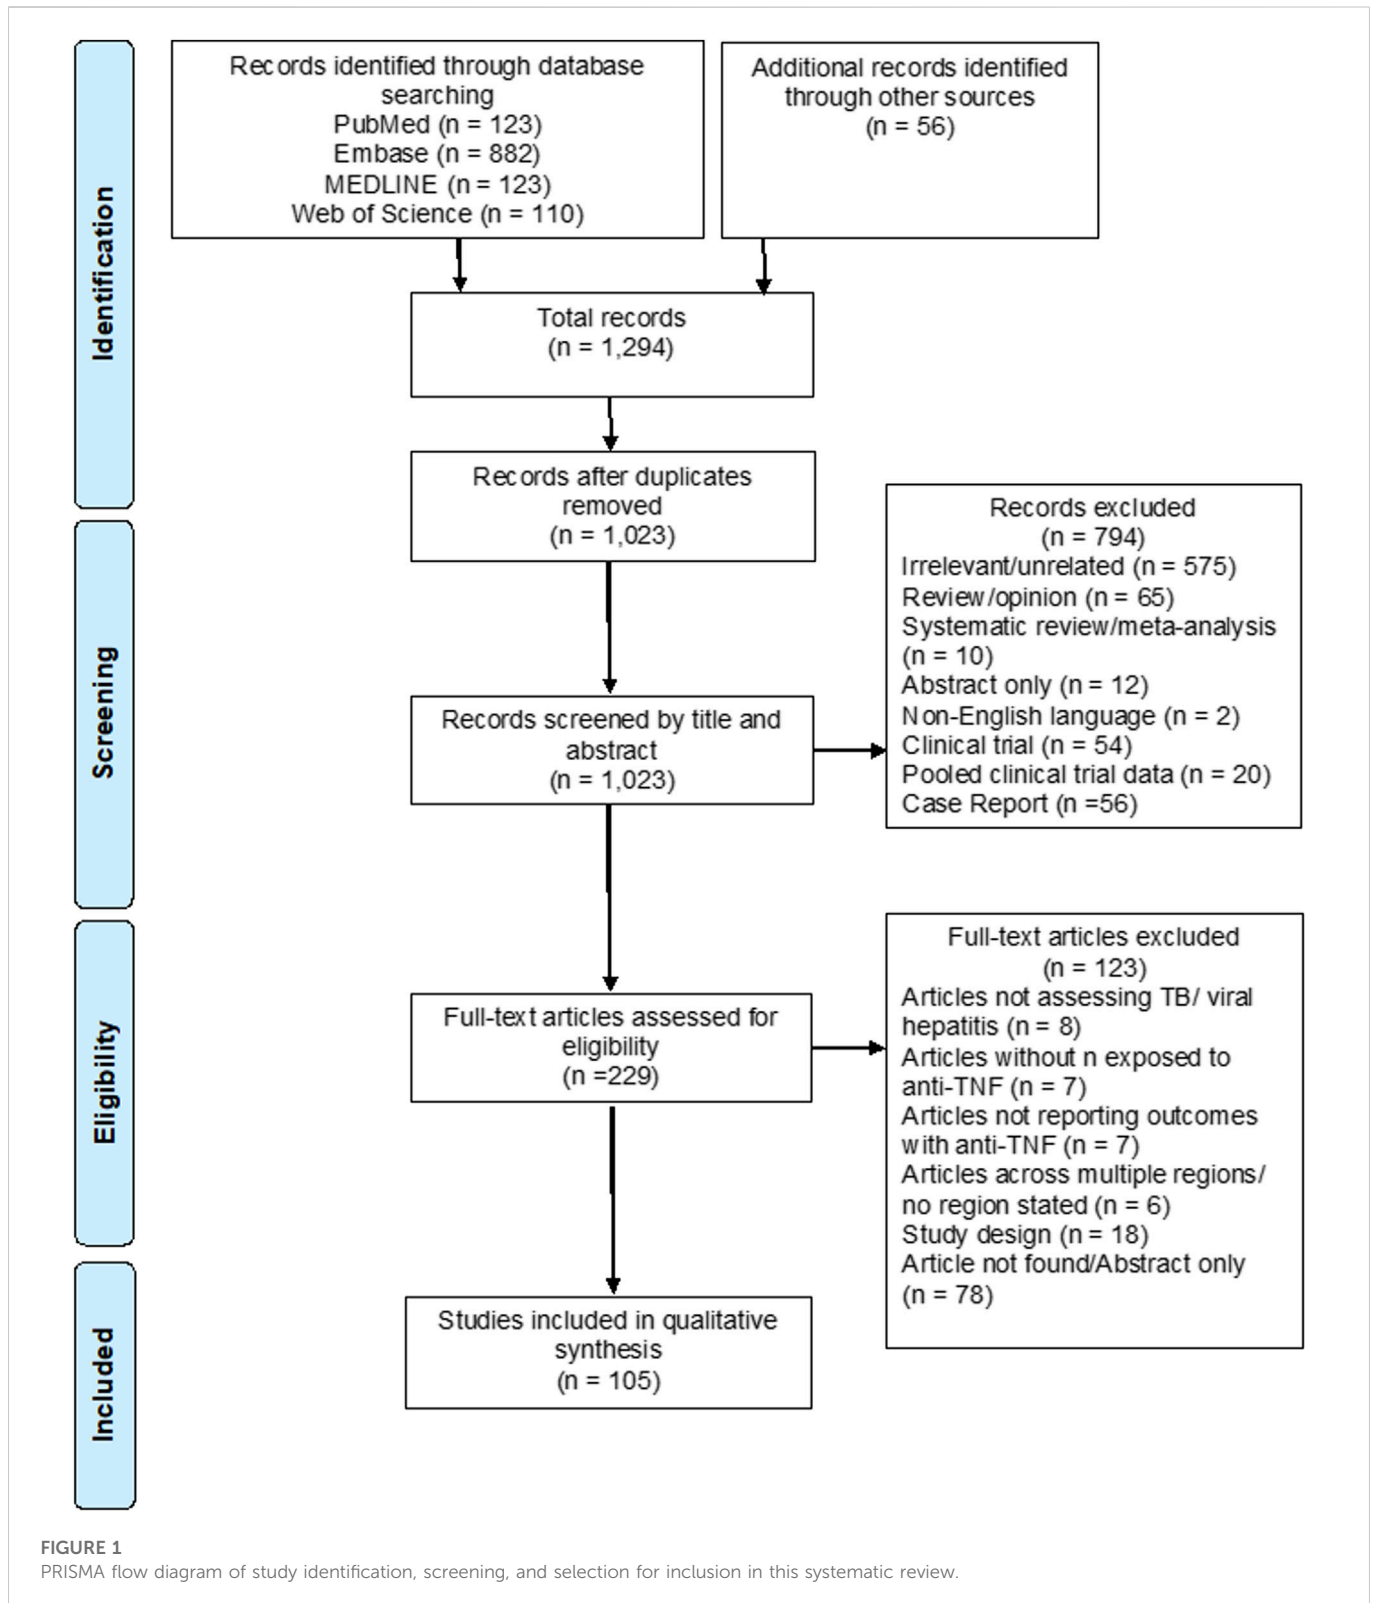 Identification
Records identified through database
searching
PubMed (n = 123)
Embase (n = 882)
MEDLINE (n = 123)
Web of Science (n = 110)
Additional records identified
through other sources
(n = 56)
Total records
(n = 1,294)
Records after duplicates
removed
(n = 1,023)
Screening
Records screened by title and
abstract
(n = 1,023)
Records excluded
(n = 794)
Irrelevant/unrelated (n = 575)
Review/opinion (n = 65)
Systematic review/meta-analysis
(n = 10)
Abstract only (n = 12)
Non-English language (n = 2)
Clinical trial (n = 54)
Pooled clinical trial data (n = 20)
Case Report (n =56)
Eligibility
Full-text articles assessed for
eligibility
(n =229)
Full-text articles excluded
(n = 123)
Articles not assessing TB/ viral
hepatitis (n = 8)
Articles without n exposed to
anti-TNF (n = 7)
Articles not reporting outcomes
with anti-TNF (n = 7)
Articles across multiple regions/
no region stated (n = 6)
Study design (n = 18)
Article not found/Abstract only
(n = 78)
Included
Studies included in qualitative
synthesis
(n = 105)
FIGURE 1
PRISMA flow diagram of study identification, screening, and selection for inclusion in this systematic review.